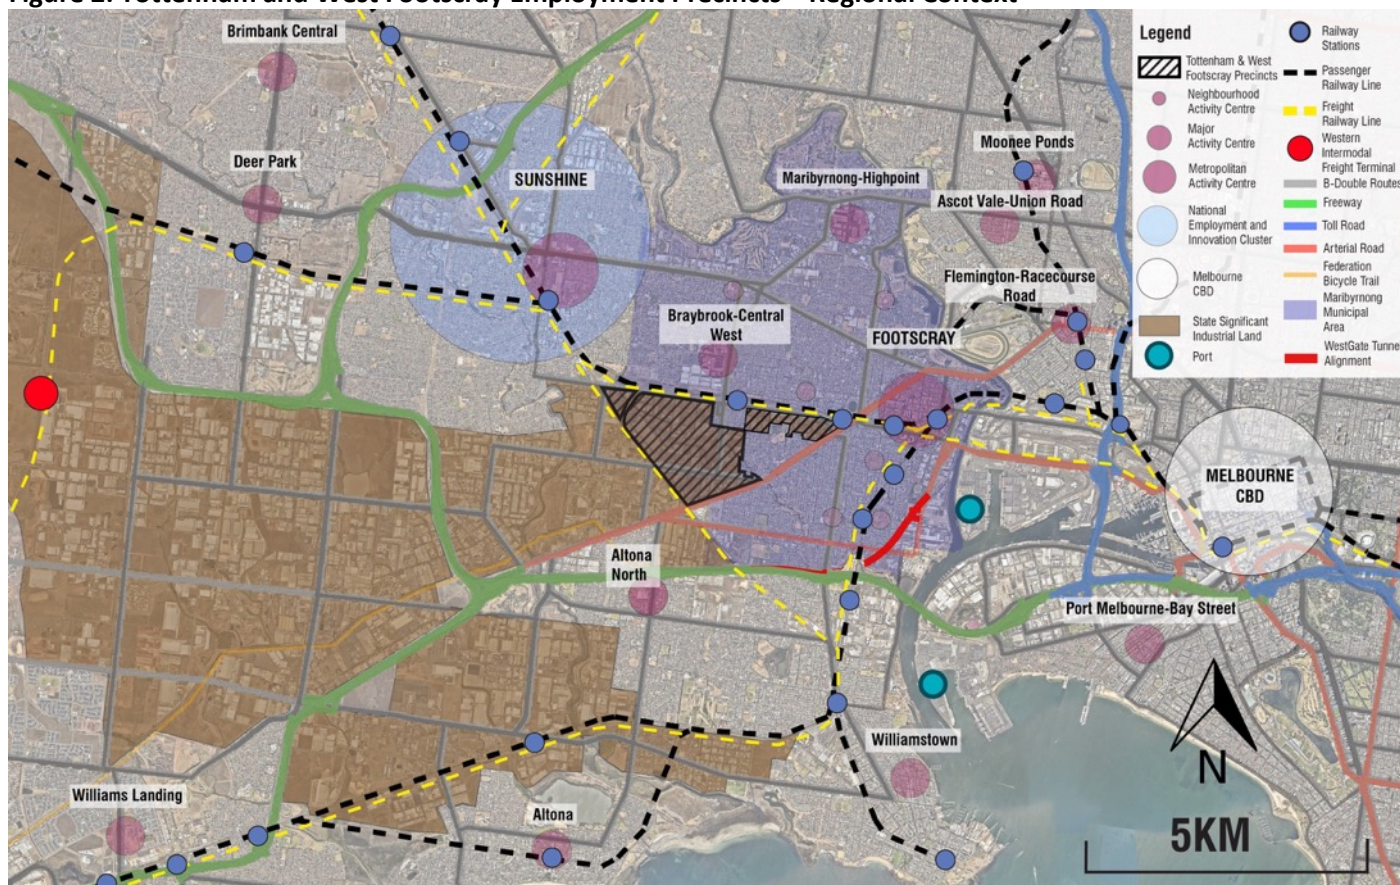 Figure 2: Tottenham and West Footscray Employment Precincts – Regional Context
Brimbank Central
Deer Park
SUNSHINE
Maribyrnong-Highpoint
Moonee Ponds
Ascot Vale-Union Road
Flemington-Racecourse
Road
Braybrook-Central
West
FOOTSCRAY
MELBOURNE
CBD
Altona
North
Port Melbourne-Bay Street
Williamstown
Williams Landing
Altona
N
5KM
Legend
Tottenham & West
Footscray Precincts
Neighbourhood
Activity Centre
Major
Activity Centre
Metropolitan
Activity Centre
National
Employment and
Innovation Cluster
Melbourne
CBD
State Significant
Industrial Land
Port
Railway
Stations
Passenger
Railway Line
Freight
Railway Line
Western
Intermodal
Freight Terminal
B-Double Routes
Freeway
Toll Road
Arterial Road
Federation
Bicycle Trail
Maribyrnong
Municipal
Area
WestGate Tunnel
Alignment